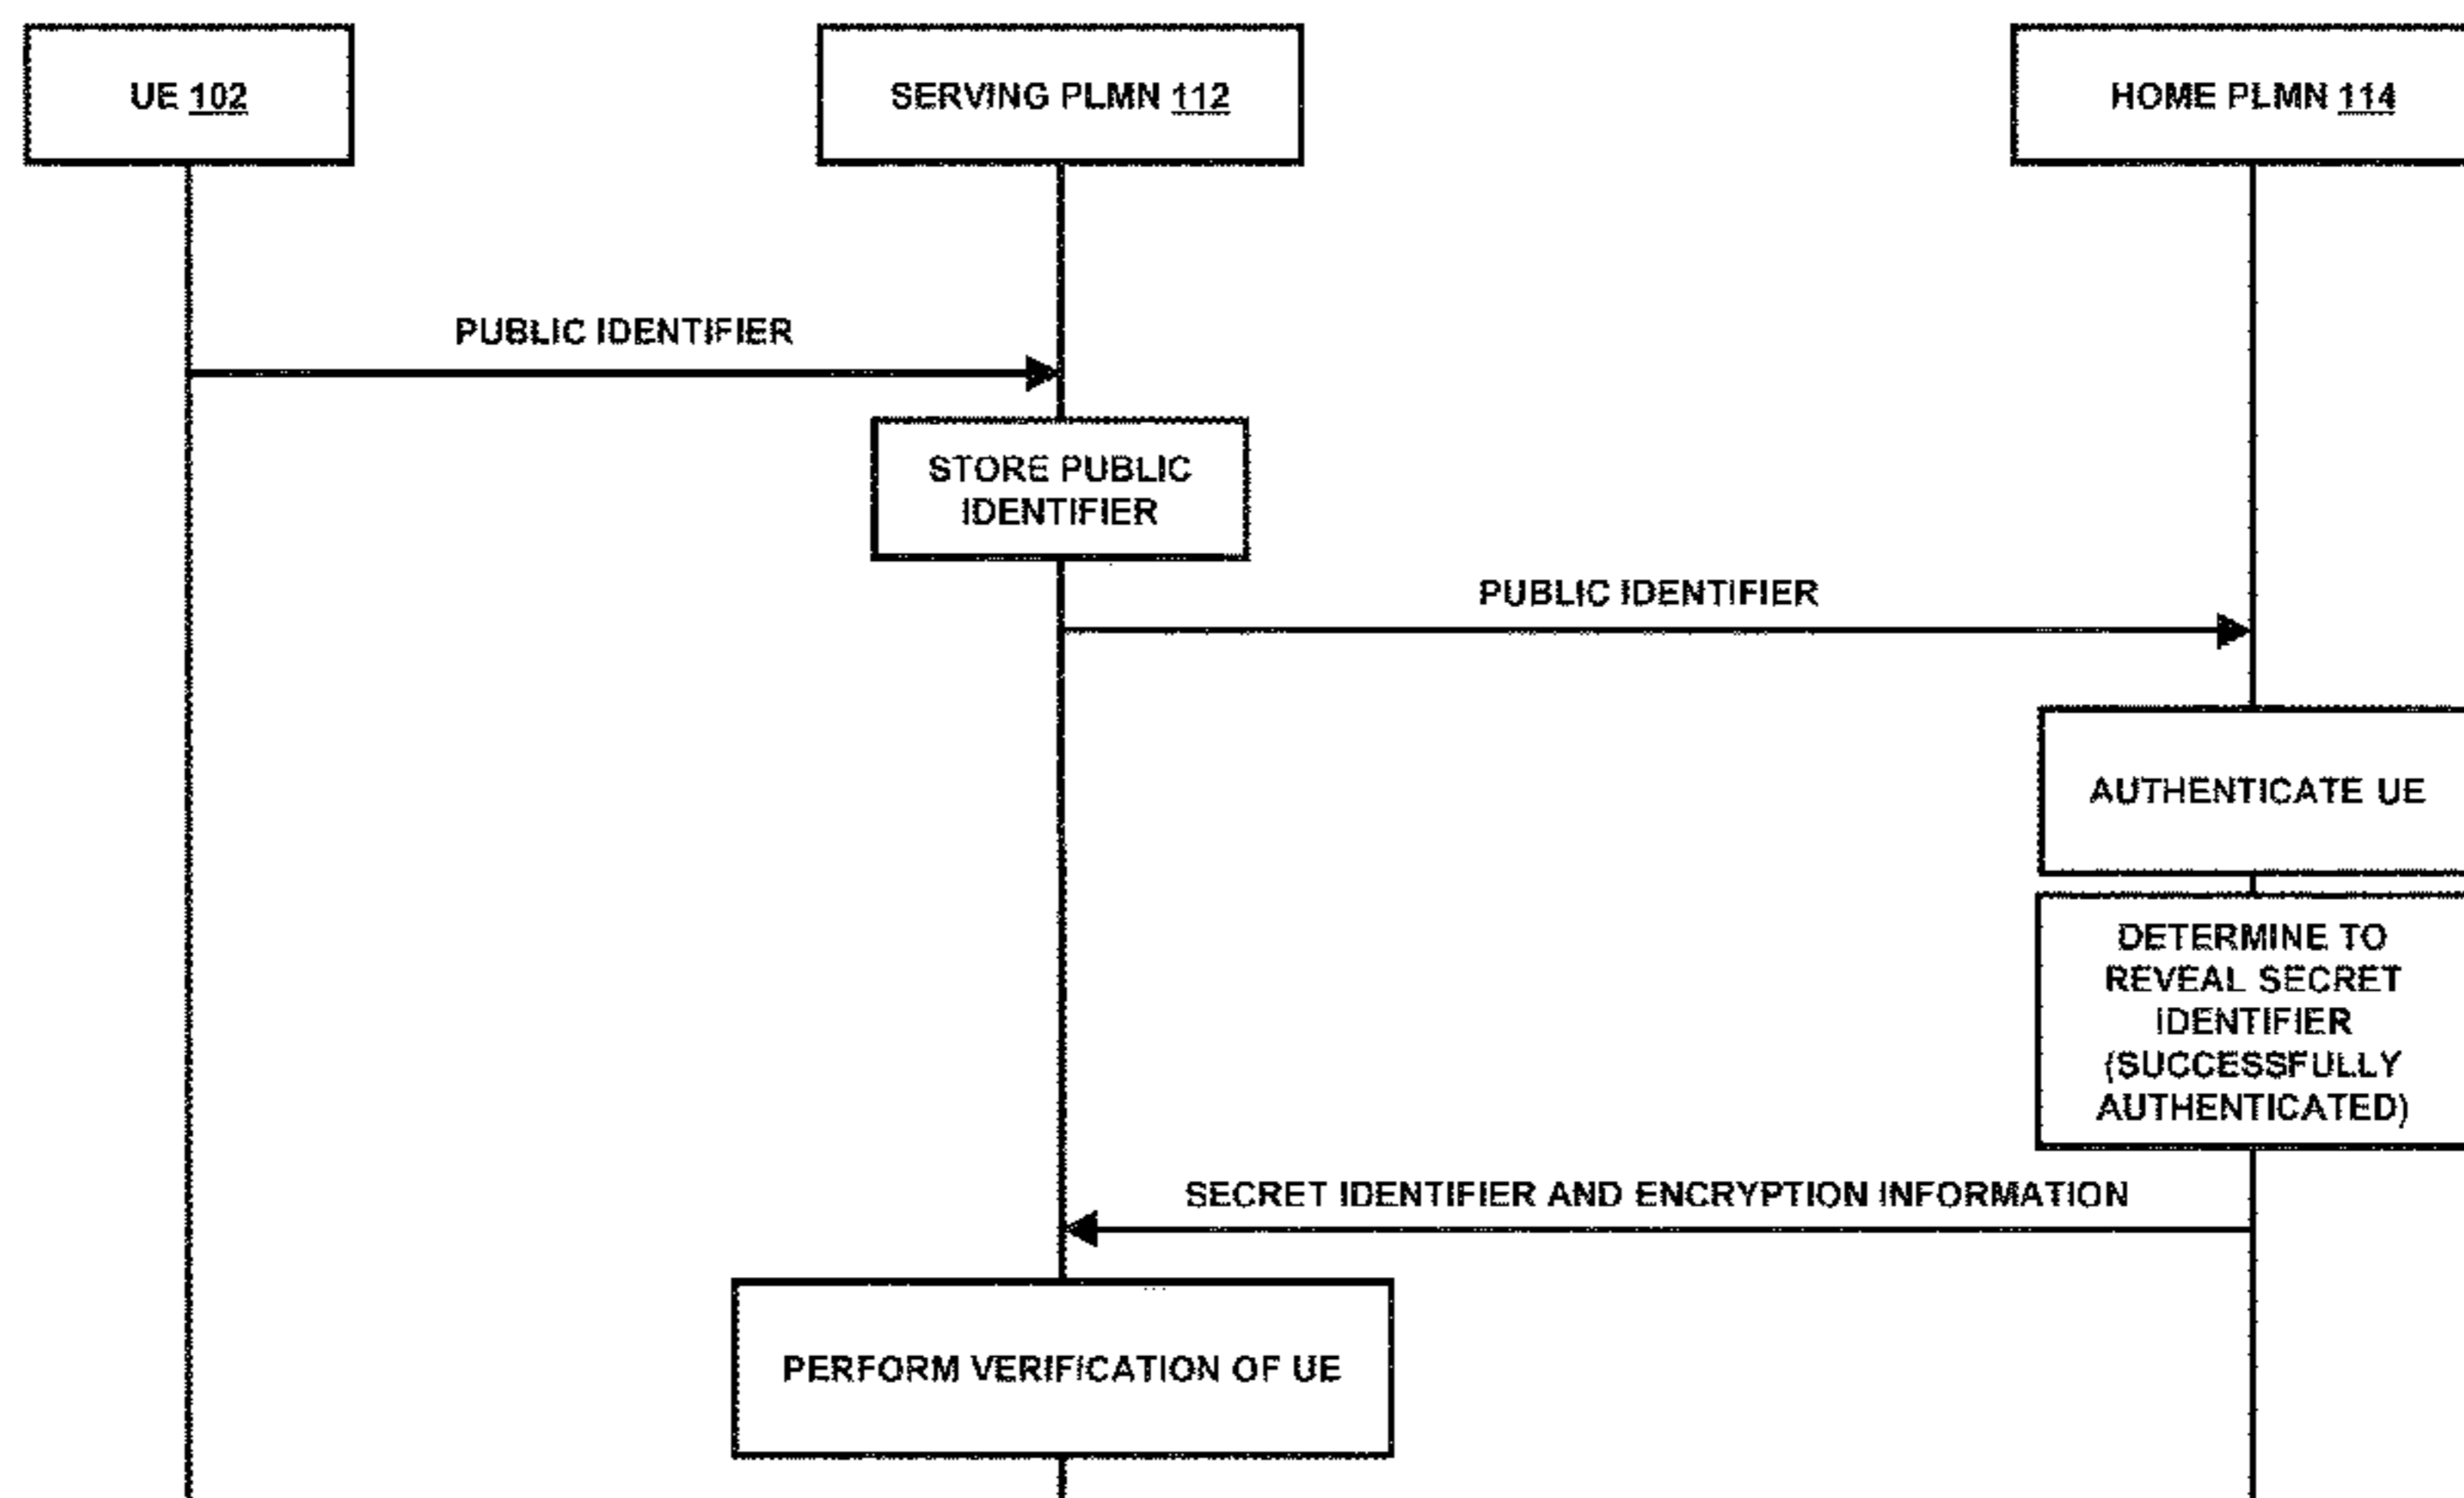 UE 102
SERVING PLMN 112
HOME PLMN 114
PUBLIC IDENTIFIER
STORE PUBLIC
IDENTIFIER
PUBLIC IDENTIFIER
AUTHENTICATE UE
DETERMINE TO
REVEAL SECRET
IDENTIFIER
(SUCCESSFULLY
AUTHENTICATED)
SECRET IDENTIFIER AND ENCRYPTION INFORMATION
PERFORM VERIFICATION OF UE